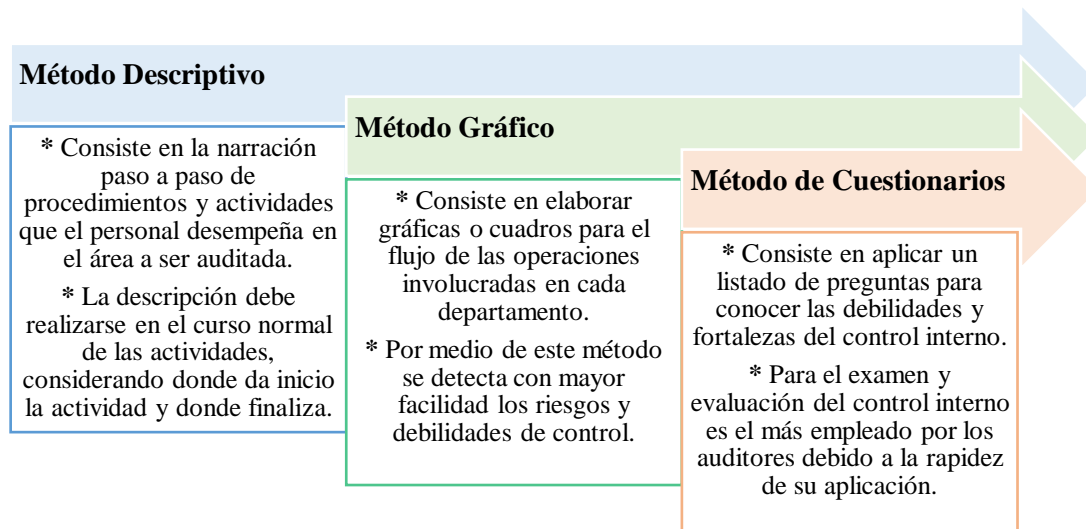 Método Descriptivo
* Consiste en la narración
paso a paso de
procedimientos y actividades
que el personal desempeña en
el área a ser auditada.
* La descripción debe
realizarse en el curso normal
de las actividades,
considerando donde da inicio
la actividad y donde finaliza.
Método Gráfico
* Consiste en elaborar
gráficas o cuadros para el
flujo de las operaciones
involucradas en cada
departamento.
* Por medio de este método
se detecta con mayor
facilidad los riesgos y
debilidades de control.
Método de Cuestionarios
* Consiste en aplicar un
listado de preguntas para
conocer las debilidades y
fortalezas del control interno.
* Para el examen y
evaluación del control interno
es el más empleado por los
auditores debido a la rapidez
de su aplicación.